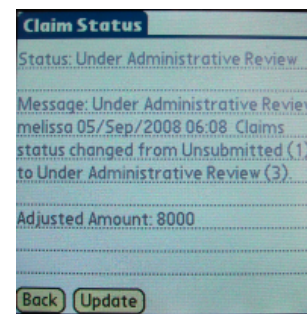 Claim Status
Status: Under Administrative Review
Message: Under Administrative Review
melissa 05/Sep/2008 06:08 Claims
status changed from Unsubmitted (1)
to Under Administrative Review (3).
Adjusted Amount: 8000
Back Update